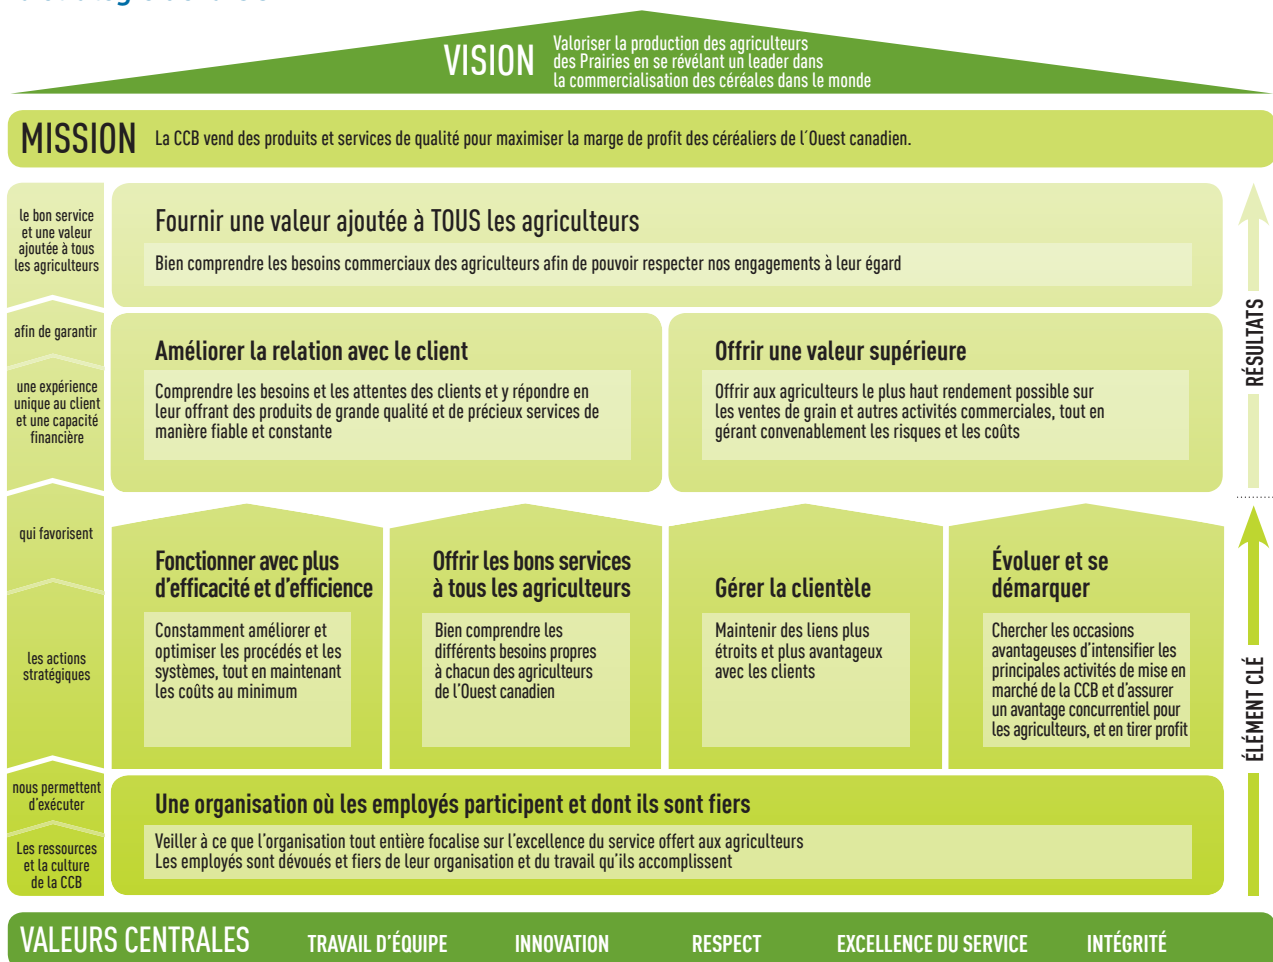 VISION
Valoriser la production des agriculteurs
des Prairies en se révélant un leader dans
la commercialisation des céréales dans le monde
MISSION
La CCB vend des produits et services de qualité pour maximiser la marge de profit des céréaliers de l´Ouest canadien.
le bon service
et une valeur
ajoutée à tous
les agriculteurs
Fournir une valeur ajoutée à TOUS les agriculteurs
Bien comprendre les besoins commerciaux des agriculteurs afin de pouvoir respecter nos engagements à leur égard
afin de garantir
une expérience
unique au client
et une capacité
financière
Améliorer la relation avec le client
Comprendre les besoins et les attentes des clients et y répondre en
leur offrant des produits de grande qualité et de précieux services de
manière fiable et constante
Offrir une valeur supérieure
Offrir aux agriculteurs le plus haut rendement possible sur
les ventes de grain et autres activités commerciales, tout en
gérant convenablement les risques et les coûts
RÉSULTATS
qui favorisent
les actions
stratégiques
Fonctionner avec plus
d'efficacité et d'efficience
Constamment améliorer et
optimiser les procédés et les
systèmes, tout en maintenant
les coûts au minimum
Offrir les bons services
à tous les agriculteurs
Bien comprendre les
différents besoins propres
à chacun des agriculteurs
de l'Ouest canadien
Gérer la clientèle
Maintenir des liens plus
étroits et plus avantageux
avec les clients
Évoluer et se
démarquer
Chercher les occasions
avantageuses d'intensifier les
principales activités de mise en
marché de la CCB et d'assurer
un avantage concurrentiel pour
les agriculteurs, et en tirer profit
ÉLÉMENT CLÉ
nous permettent
d'exécuter
Les ressources
et la culture
de la CCB
Une organisation où les employés participent et dont ils sont fiers
Veiller à ce que l'organisation tout entière focalise sur l'excellence du service offert aux agriculteurs
Les employés sont dévoués et fiers de leur organisation et du travail qu'ils accomplissent
VALEURS CENTRALES
TRAVAIL D'ÉQUIPE
INNOVATION
RESPECT
EXCELLENCE DU SERVICE
INTÉGRITÉ